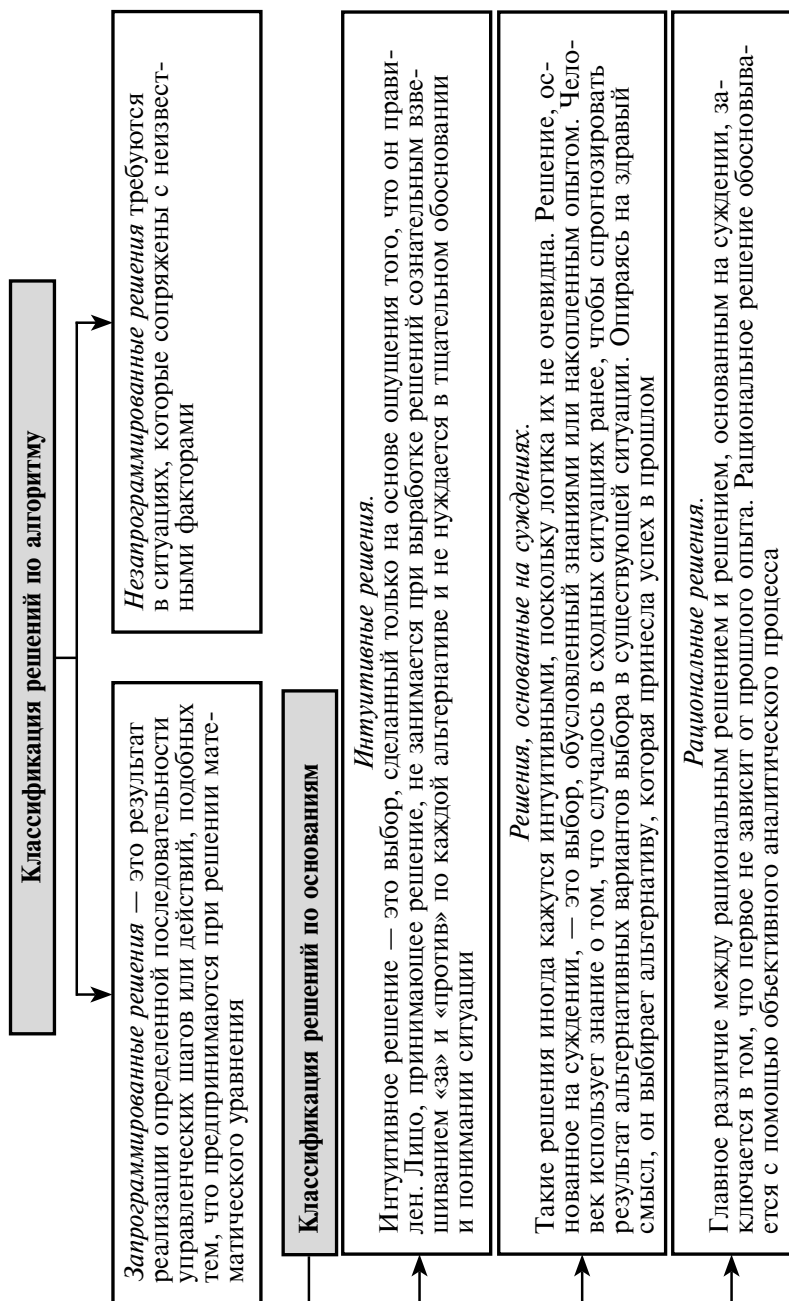 Классификация решений по алгоритму
Запрограммированные решения — это результат
реализации определенной последовательности
управленческих шагов или действий, подобных
тем, что предпринимаются при решении мате-
матического уравнения
Незапрограммированные решения требуются
в ситуациях, которые сопряжены с неизвест-
ными факторами
Классификация решений по основаниям
Интуитивные решения.
Интуитивное решение — это выбор, сделанный только на основе ощущения того, что он прави-
лен. Лицо, принимающее решение, не занимается при выработке решений сознательным взве-
шиванием «за» и «против» по каждой альтернативе и не нуждается в тщательном обосновании
и понимании ситуации
Решения, основанные на суждениях.
Такие решения иногда кажутся интуитивными, поскольку логика их не очевидна. Решение, ос-
нованное на суждении, — это выбор, обусловленный знаниями или накопленным опытом. Чело-
век использует знание о том, что случалось в сходных ситуациях ранее, чтобы спрогнозировать
результат альтернативных вариантов выбора в существующей ситуации. Опираясь на здравый
смысл, он выбирает альтернативу, которая принесла успех в прошлом
Рациональные решения.
Главное различие между рациональным решением и решением, основанным на суждении, за-
ключается в том, что первое не зависит от прошлого опыта. Рациональное решение обосновыва-
ется с помощью объективного аналитического процесса